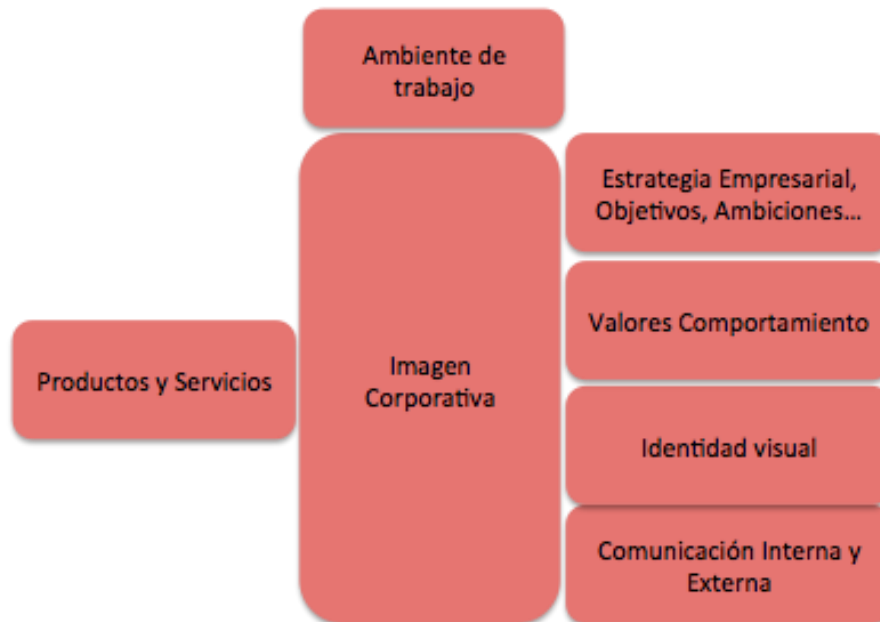 Ambiente de
trabajo
Estrategia Empresarial,
Objetivos, Ambiciones...
Valores Comportamiento
Productos y Servicios
Imagen
Corporativa
Identidad visual
Comunicación Interna y
Externa